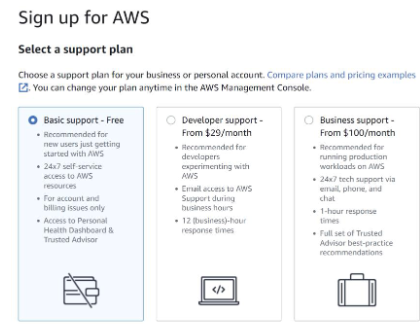 Sign up for AWS
Select a support plan
Choose a support plan for your business or personal account. Compare plans and pricing examples
. You can change your plan anytime in the AWS Management Console.
Basic support - Free
• Recommended for
new users just getting
started with AWS
• 24x7 self-service
access to AWS
resources
• For account and
billing issues only
• Access to Personal
Health Dashboard &
Trusted Advisor
Developer support -
From $29/month
• Recommended for
developers
experimenting with
AWS
• Email access to AWS
Support during
business hours
• 12 (business)-hour
response times
</>
Business support -
From $100/month
• Recommended for
running production
workloads on AWS
• 24x7 tech support via
email, phone, and
chat
• 1-hour response
times
• Full set of Trusted
Advisor best-practice
recommendations